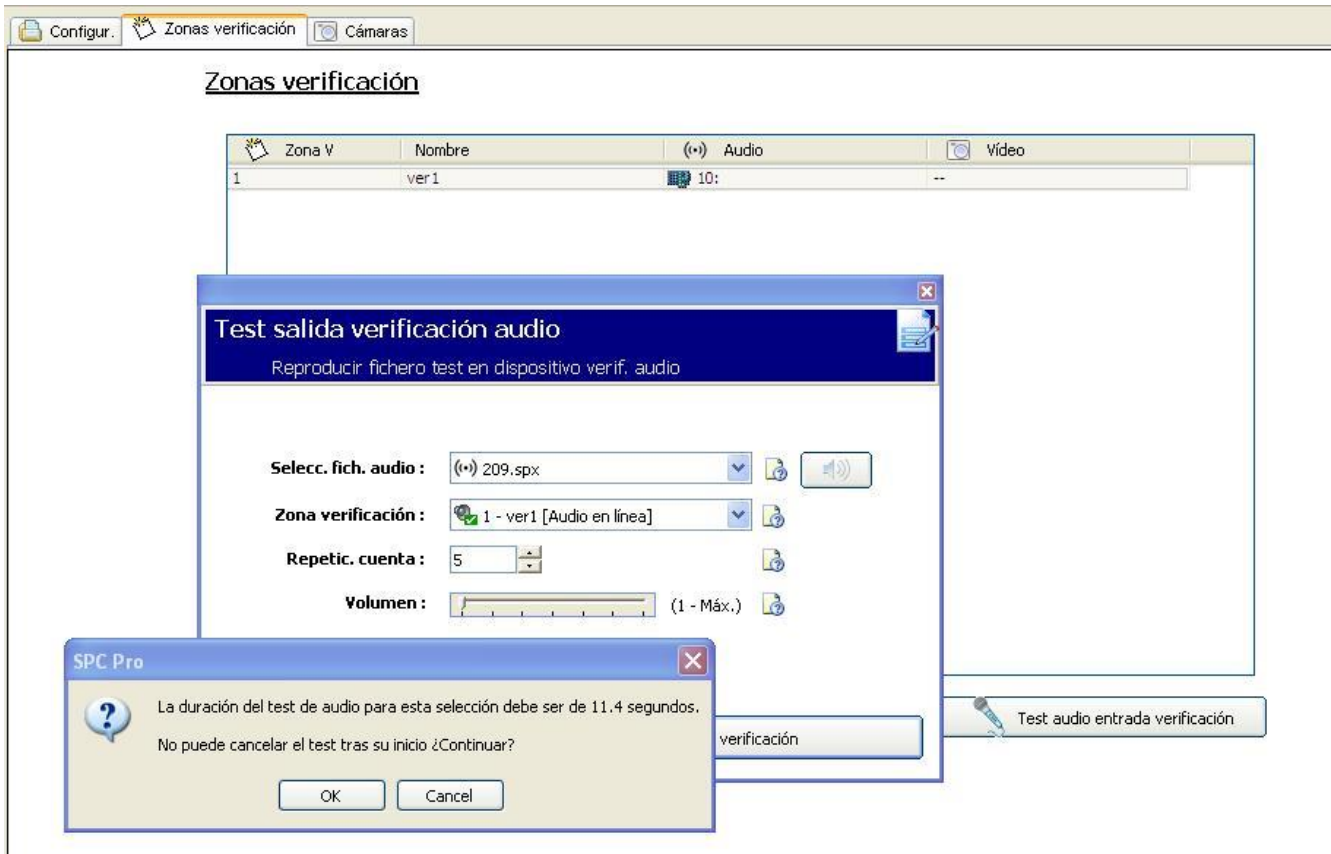 Configur. Zonas verificación Cámaras
Zonas verificación
Zona V Nombre Audio Vídeo
1 ver1 10: --
Test salida verificación audio
Reproducir fichero test en dispositivo verif. audio
Selecc. fich. audio : 209.spx
Zona verificación : 1 - ver1 [Audio en línea]
Repetic. cuenta : 5
Volumen : (1 - Máx.)
SPC Pro
La duración del test de audio para esta selección debe ser de 11.4 segundos.
No puede cancelar el test tras su inicio ¿Continuar?
OK Cancel
verificación
Test audio entrada verificación